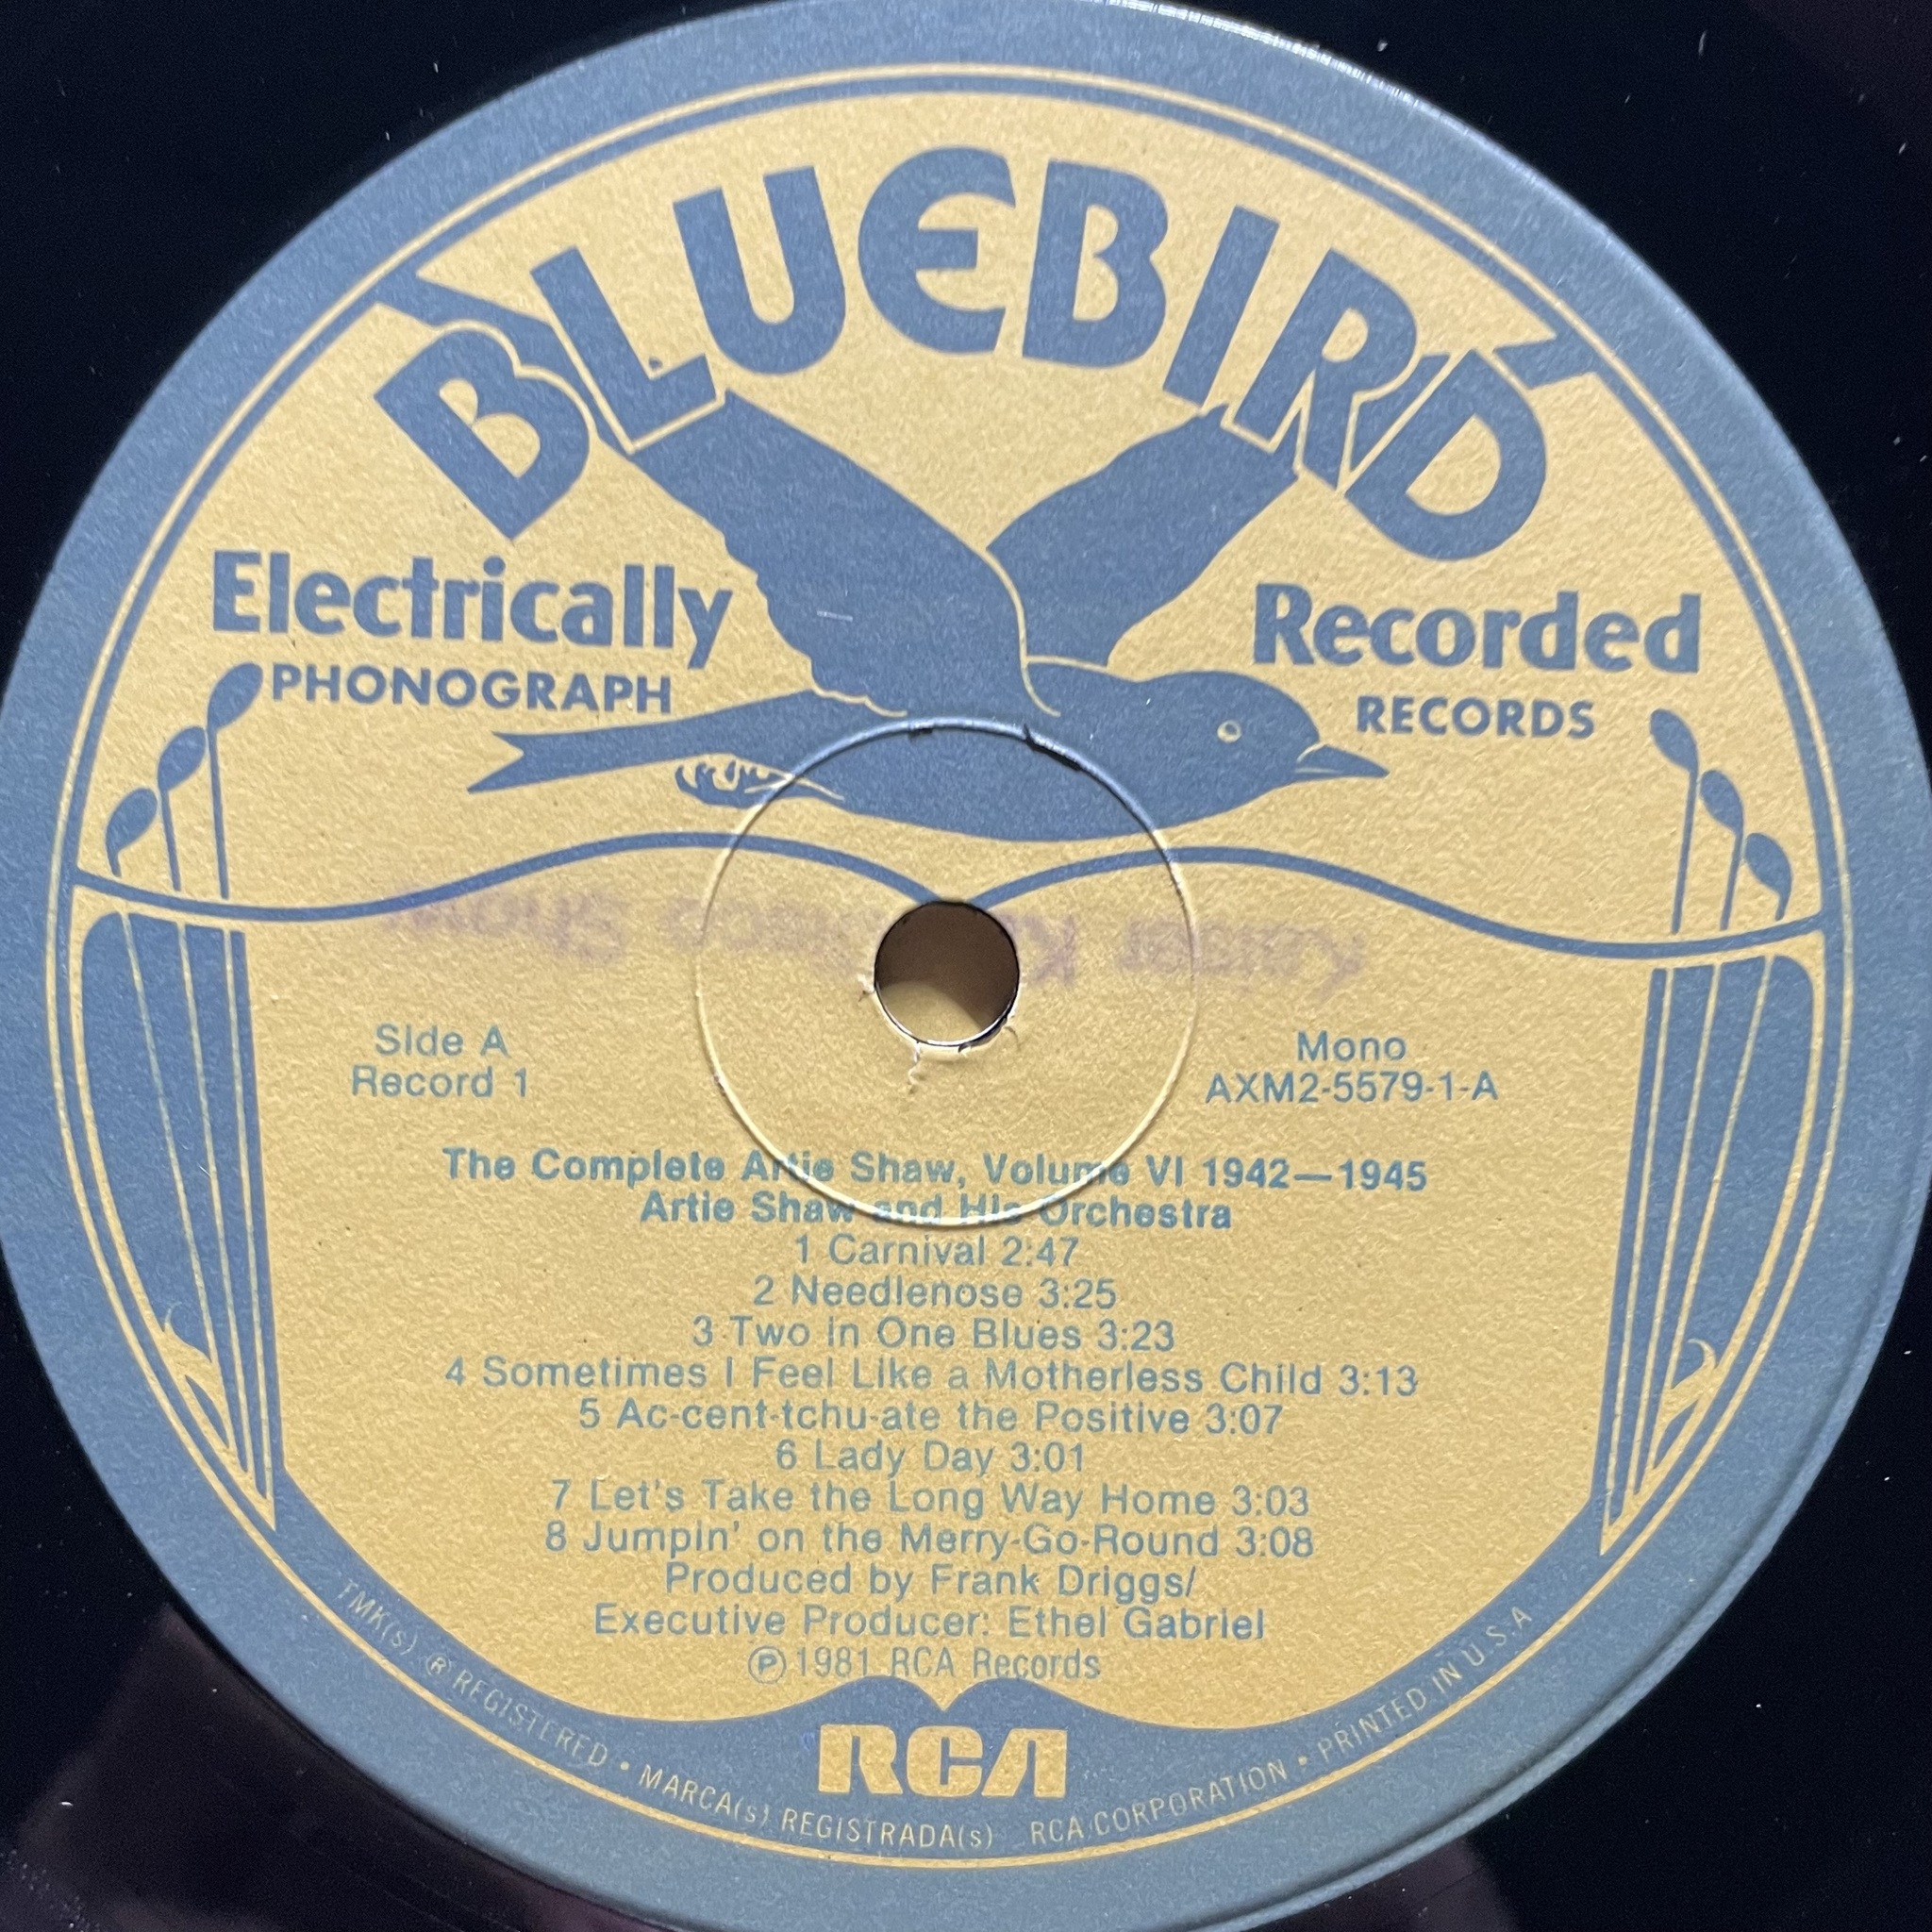 BLUEBIRD
Electrically Recorded
PHONOGRAPH RECORDS
Side A
Record 1
Mono
AXM2-5579-1-A
The Complete Artie Shaw, Volume VI 1942—1945
Artie Shaw and His Orchestra
1 Carnival 2:47
2 Needlenose 3:25
3 Two in One Blues 3:23
4 Sometimes I Feel Like a Motherless Child 3:13
5 Ac-cent-tchu-ate the Positive 3:07
6 Lady Day 3:01
7 Let's Take the Long Way Home 3:03
8 Jumpin' on the Merry-Go-Round 3:08
Produced by Frank Driggs/
Executive Producer: Ethel Gabriel
Ⓟ1981 RCA Records
RCA
TMK(s) ® REGISTERED • MARCA(s) REGISTRADA(s) RCA CORPORATION • PRINTED IN U.S.A